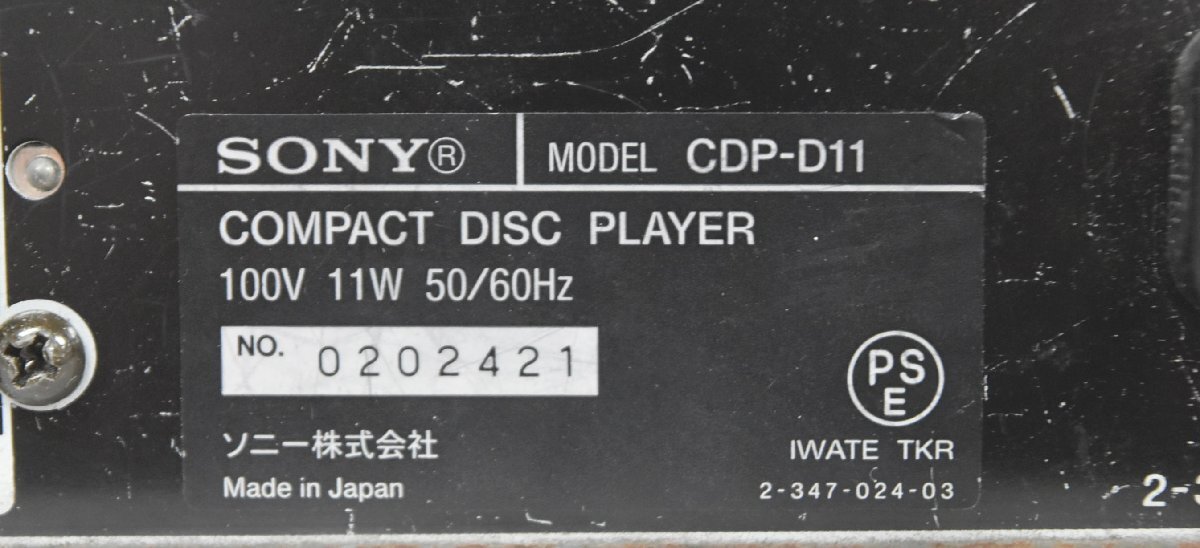 SONY® MODEL CDP-D11
COMPACT DISC PLAYER
100V 11W 50/60Hz
NO. 0202421
PS
E
ソニー株式会社
IWATE TKR
Made in Japan
2-347-024-03